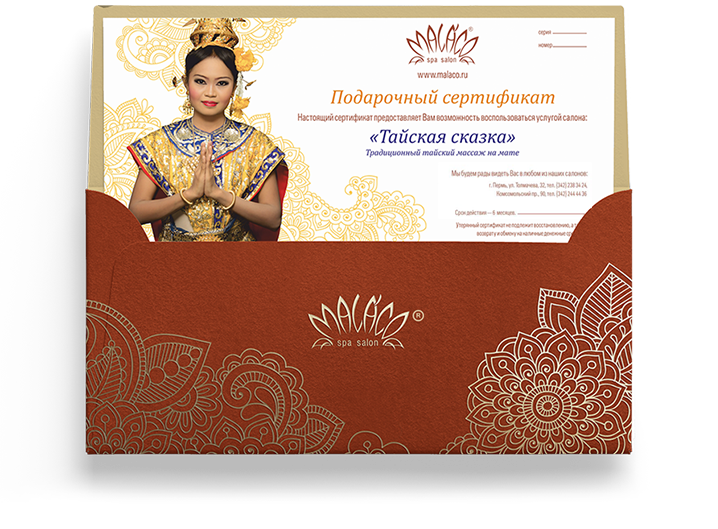 MALACO
spa salon
серия
номер
www.malaco.ru
Подарочный сертификат
Настоящий сертификат предоставляет Вам возможность воспользоваться услугой салона:
«Тайская сказка»
Традиционный тайский массаж на мате
Мы будем рады видеть Вас в любом из наших салонов:
г. Пермь, ул. Толмачева, 32, тел. (342) 238 34 24,
Комсомольский пр., 90, тел. (342) 244 44 36
Срок действия — 6 месяцев,
Утерянный сертификат не подлежит восстановлению, а
возврату и обмену на наличные денежные
MALACO®
spa salon